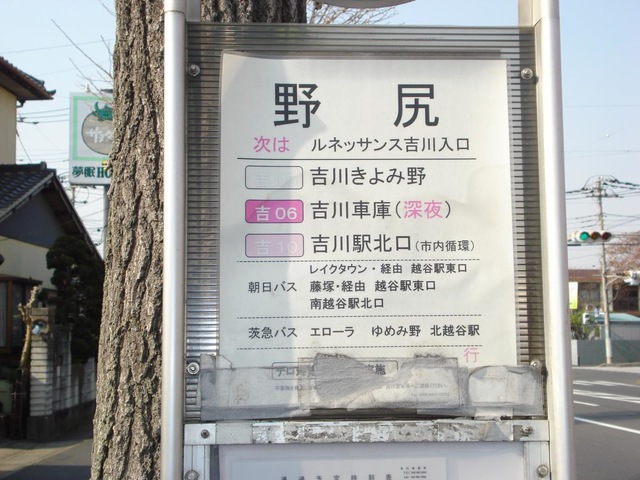 野尻
次は ルネッサンス吉川入口
吉川きよみ野
吉06 吉川車庫(深夜)
吉10 吉川駅北口(市内循環)
レイクタウン・経由 越谷駅東口
朝日バス 藤塚・経由 越谷駅東口
南越谷駅北口
茨急バス エローラ ゆめみ野 北越谷駅
行
夢眠HO